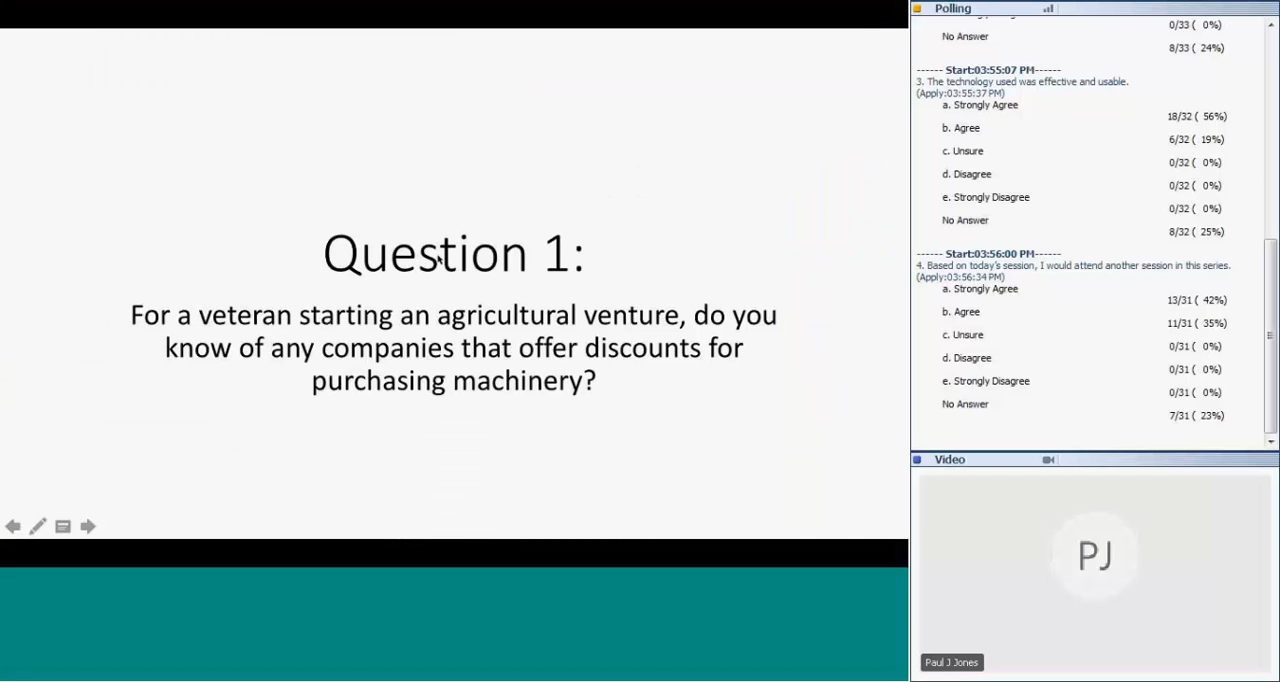 Question 1:
For a veteran starting an agricultural venture, do you
know of any companies that offer discounts for
purchasing machinery?
Polling
0/33 ( 0%)
No Answer
8/33 ( 24%)
------ Start:03:55:07 PM------
3. The technology used was effective and usable.
(Apply:03:55:37 PM)
a. Strongly Agree
18/32 ( 56%)
b. Agree
6/32 ( 19%)
c. Unsure
0/32 ( 0%)
d. Disagree
0/32 ( 0%)
e. Strongly Disagree
0/32 ( 0%)
No Answer
8/32 ( 25%)
------ Start:03:56:00 PM------
4. Based on today's session, I would attend another session in this series.
(Apply:03:56:34 PM)
a. Strongly Agree
13/31 ( 42%)
b. Agree
11/31 ( 35%)
c. Unsure
0/31 ( 0%)
d. Disagree
0/31 ( 0%)
e. Strongly Disagree
0/31 ( 0%)
No Answer
7/31 ( 23%)
Video
PJ
Paul J Jones